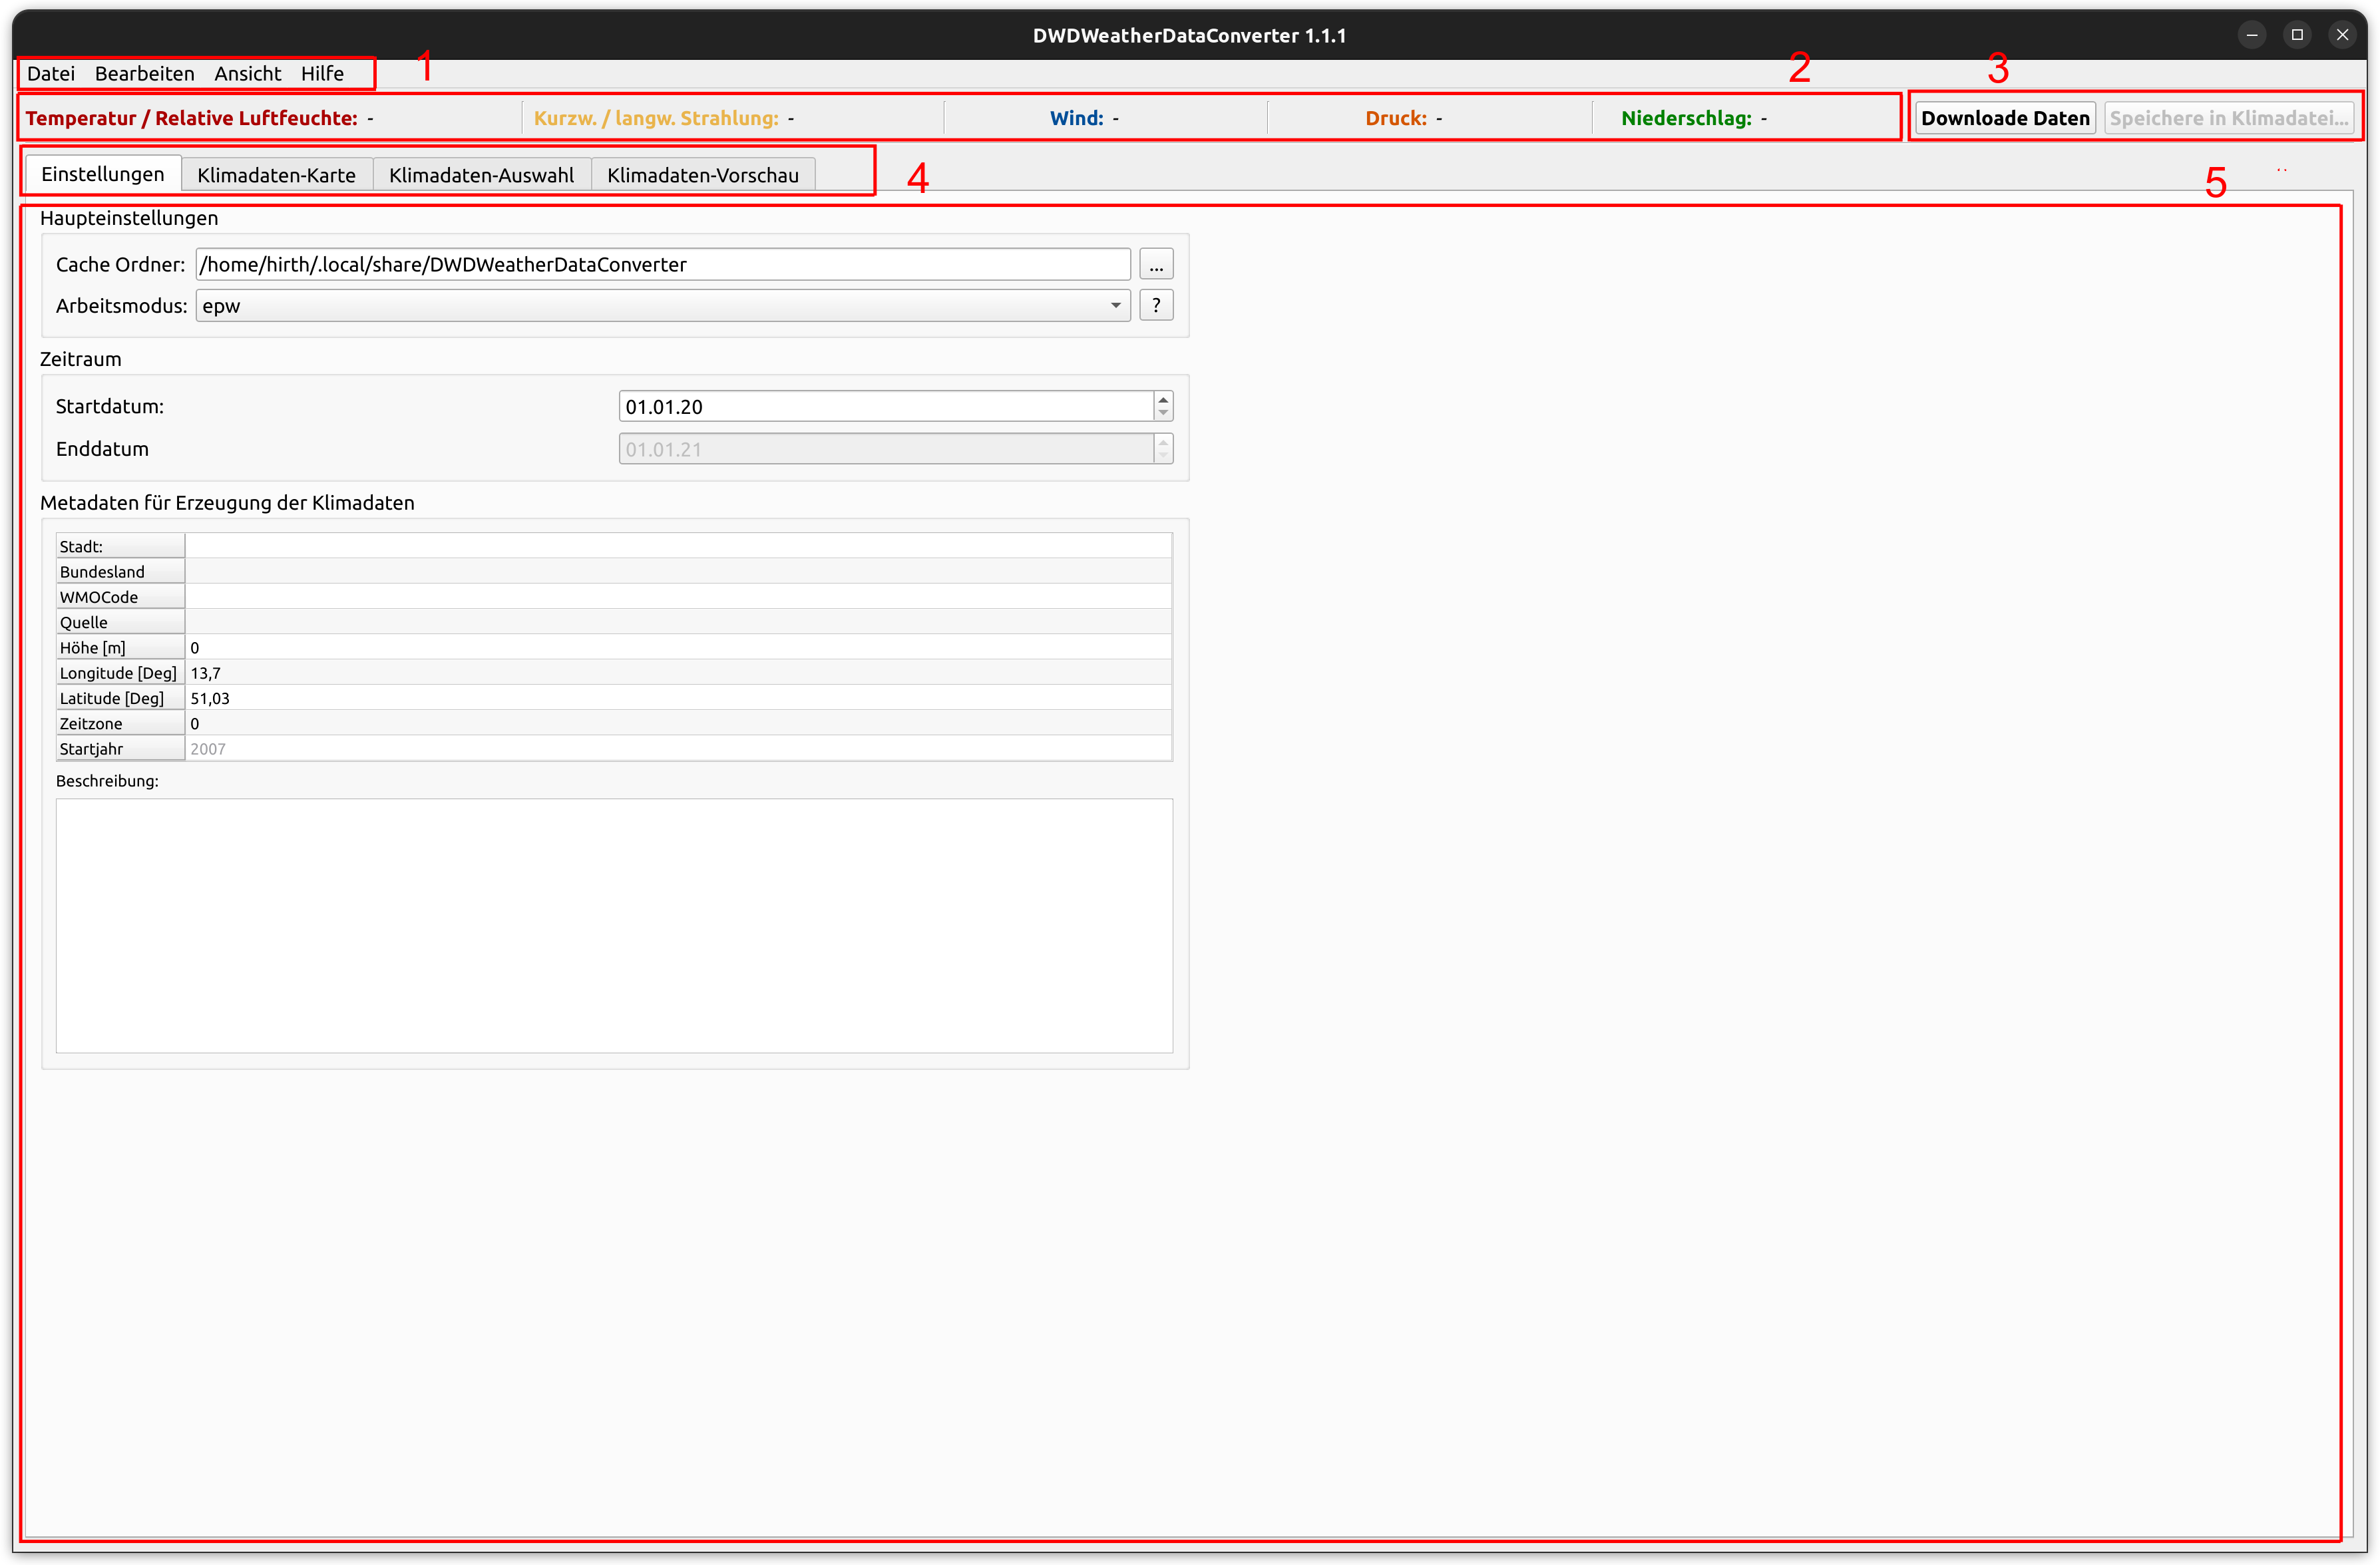 DWDWeatherDataConverter 1.1.1
Datei Bearbeiten Ansicht Hilfe 1 2 3
Temperatur / Relative Luftfeuchte: - Kurzw. / langw. Strahlung: - Wind: - Druck: - Niederschlag: - Downloade Daten Speichere in Klimadatei...
Einstellungen Klimadaten-Karte Klimadaten-Auswahl Klimadaten-Vorschau 4 5
Haupteinstellungen
Cache Ordner: /home/hirth/.local/share/DWDWeatherDataConverter ...
Arbeitsmodus: epw ?
Zeitraum
Startdatum: 01.01.20
Enddatum 01.01.21
Metadaten für Erzeugung der Klimadaten
Stadt:
Bundesland
WMOCode
Quelle
Höhe [m] 0
Longitude [Deg] 13,7
Latitude [Deg] 51,03
Zeitzone 0
Startjahr 2007
Beschreibung: